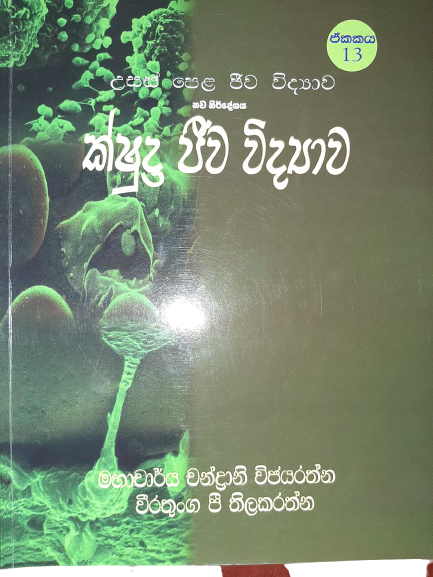 ඒකකය
13
උසස් පෙළ ජීව විද්‍යාව
නව නිර්දේශය
ක්ෂුද්‍ර ජීව විද්‍යාව
මහාචාර්ය චන්ද්‍රානි විජයරත්න
වීරතුංග පී තිලකරත්න